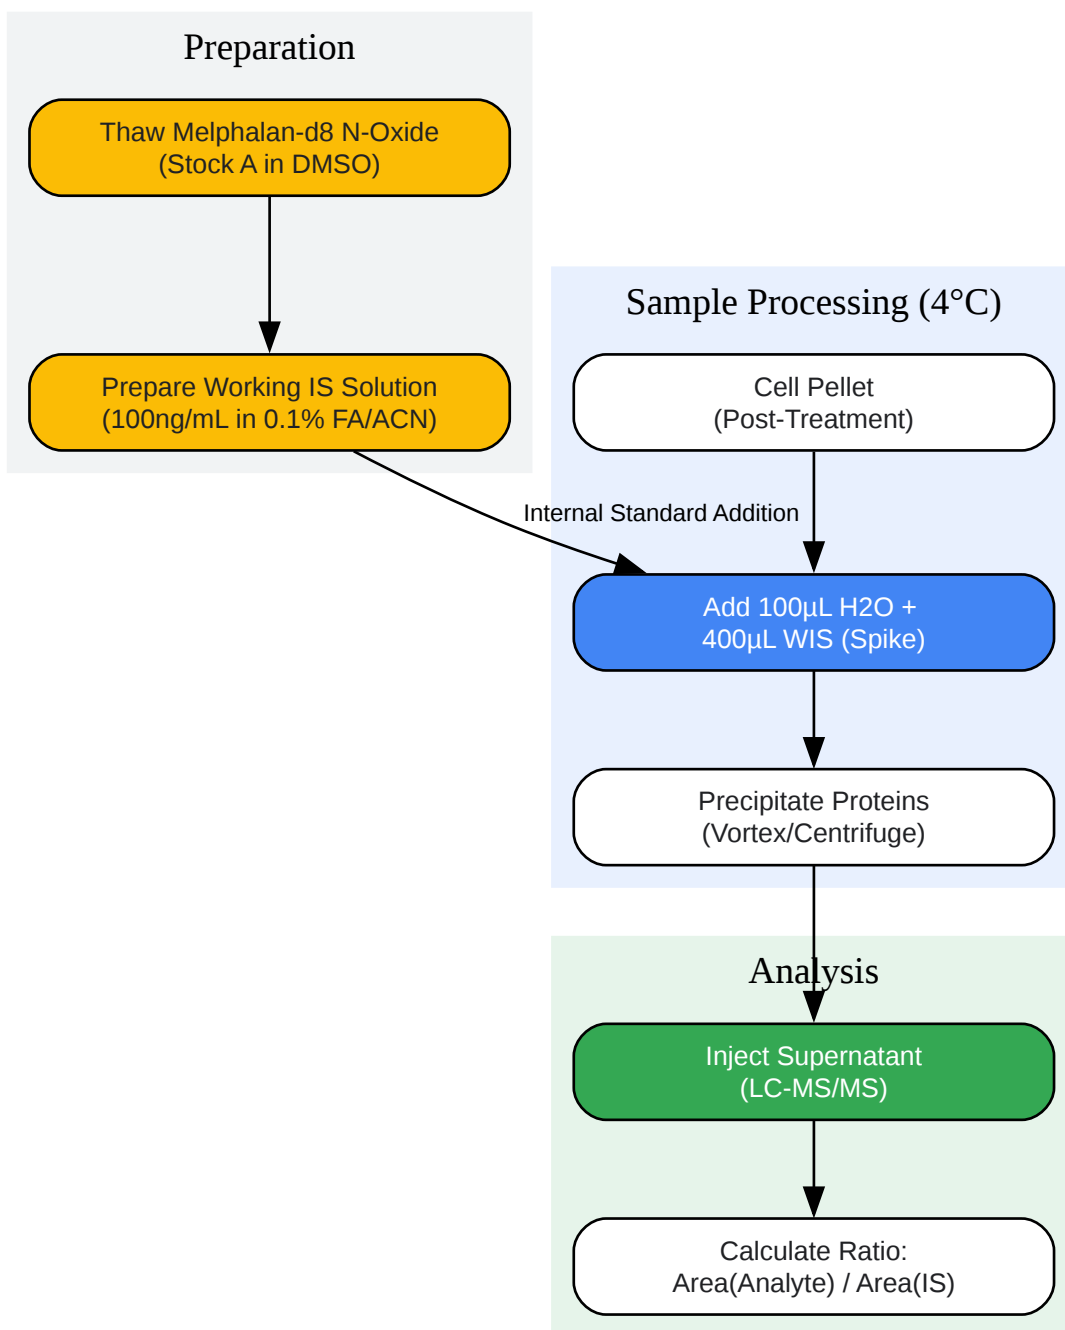 Preparation
Thaw Melphalan-d8 N-Oxide
(Stock A in DMSO)
Prepare Working IS Solution
(100ng/mL in 0.1% FA/ACN)
Internal Standard Addition
Sample Processing (4°C)
Cell Pellet
(Post-Treatment)
Add 100µL H2O +
400µL WIS (Spike)
Precipitate Proteins
(Vortex/Centrifuge)
Analysis
Inject Supernatant
(LC-MS/MS)
Calculate Ratio:
Area(Analyte) / Area(IS)